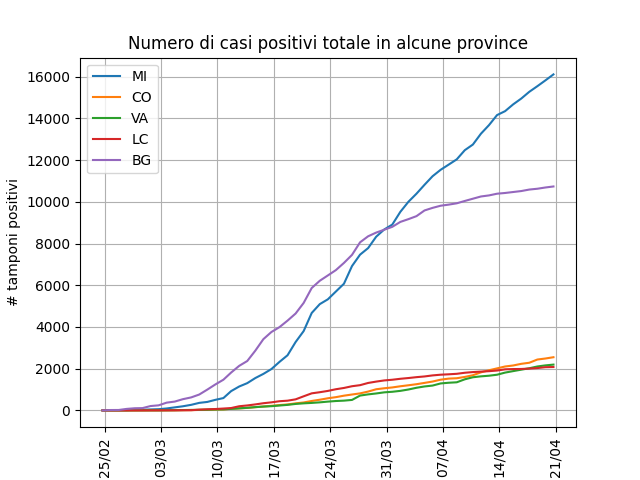 Numero di casi positivi totale in alcune province
MI
CO
VA
LC
BG
# tamponi positivi
16000
14000
12000
10000
8000
6000
4000
2000
0
25/02
03/03
10/03
17/03
24/03
31/03
07/04
14/04
21/04